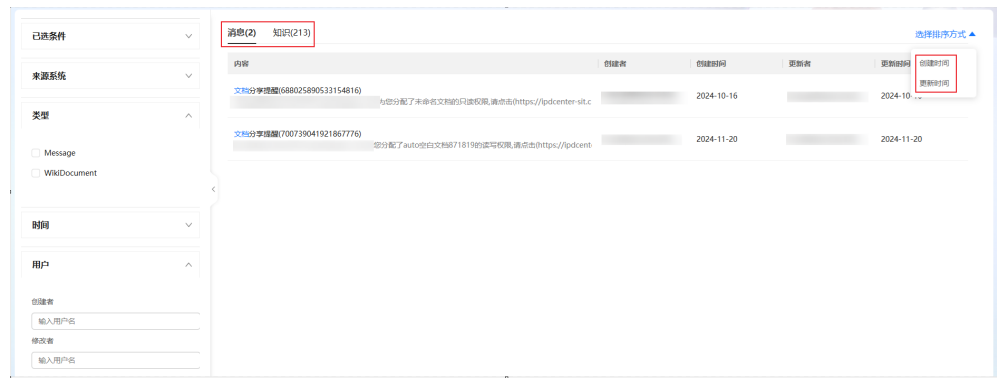 已选条件
来源系统
类型
Message
WikiDocument
时间
用户
创建者
输入用户名
修改者
输入用户名
消息(2) 知识(213)
选择排序方式
创建时间
更新时间
内容 创建者 创建时间 更新者 更新时间
文档分享提醒(688025890533154816)
为您分配了未命名文档的只读权限,请点击(https://ipdcenter-sit.c
2024-10-16 2024-10-16
文档分享提醒(700739041921867776)
您分配了auto空白文档871819的读写权限,请点击(https://ipdcent
2024-11-20 2024-11-20